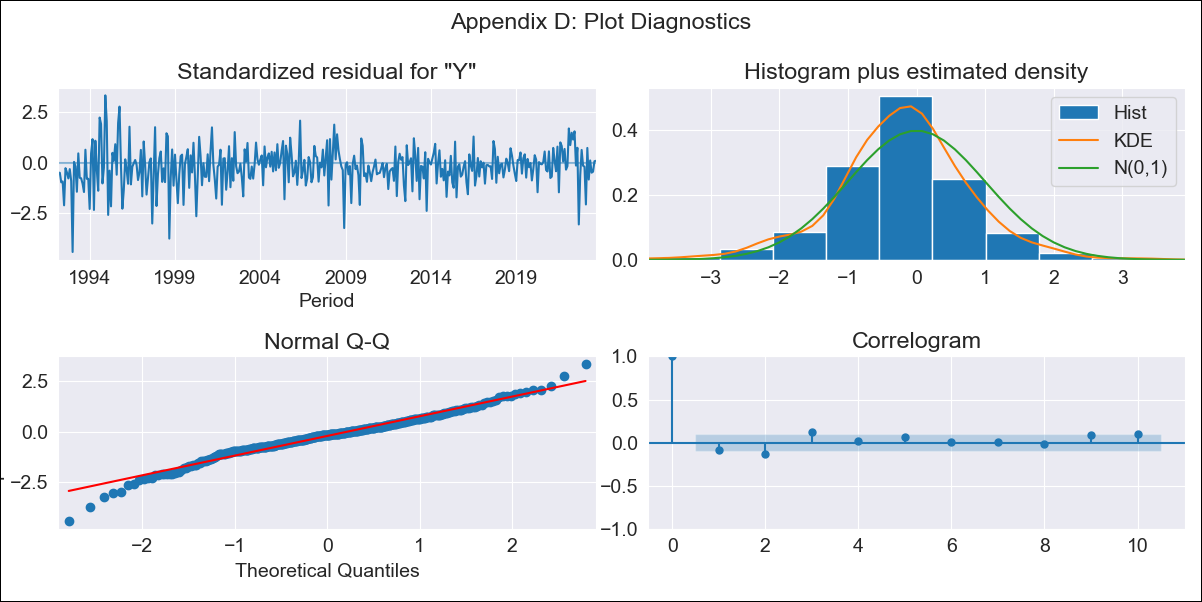 Appendix D: Plot Diagnostics
Standardized residual for "Y"
2.5
0.0
−2.5
1994 1999 2004 2009 2014 2019
Period
Histogram plus estimated density
0.4
0.2
0.0
−3 −2 −1 0 1 2 3
Hist
KDE
N(0,1)
Normal Q-Q
2.5
0.0
−2.5
−2 −1 0 1 2
Theoretical Quantiles
Correlogram
1.0
0.5
0.0
−0.5
−1.0
0 2 4 6 8 10